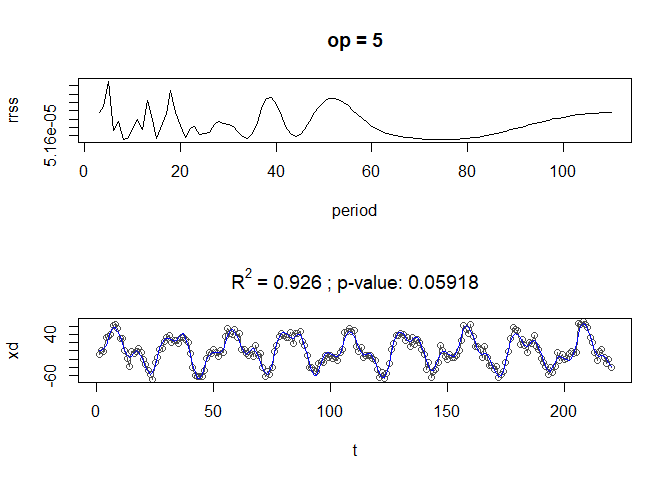 op = 5
rrss
5.16e-05
0 20 40 60 80 100
period
R² = 0.926 ; p-value: 0.05918
xd
40
-60
0 50 100 150 200
t